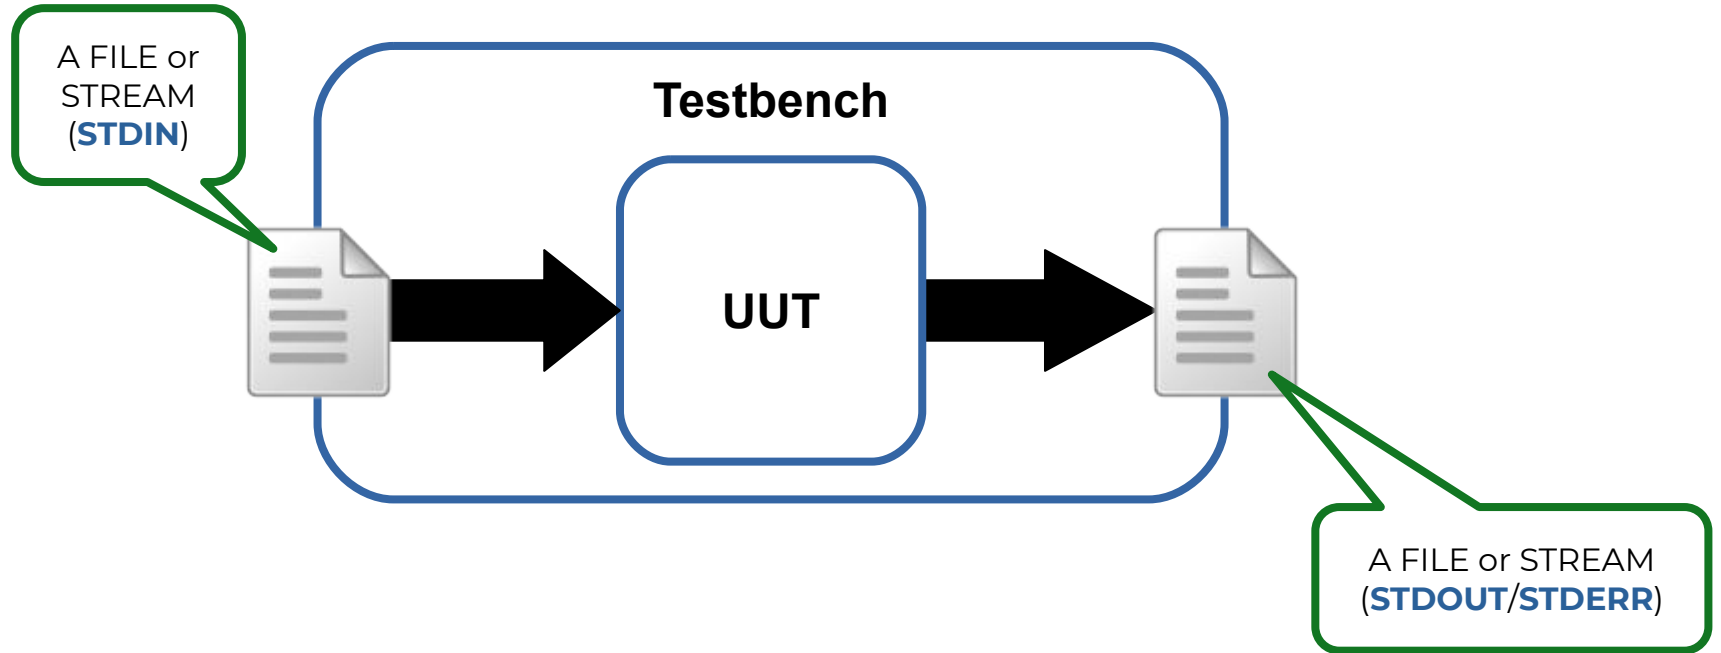 A FILE or
STREAM
(STDIN)
Testbench
UUT
A FILE or STREAM
(STDOUT/STDERR)